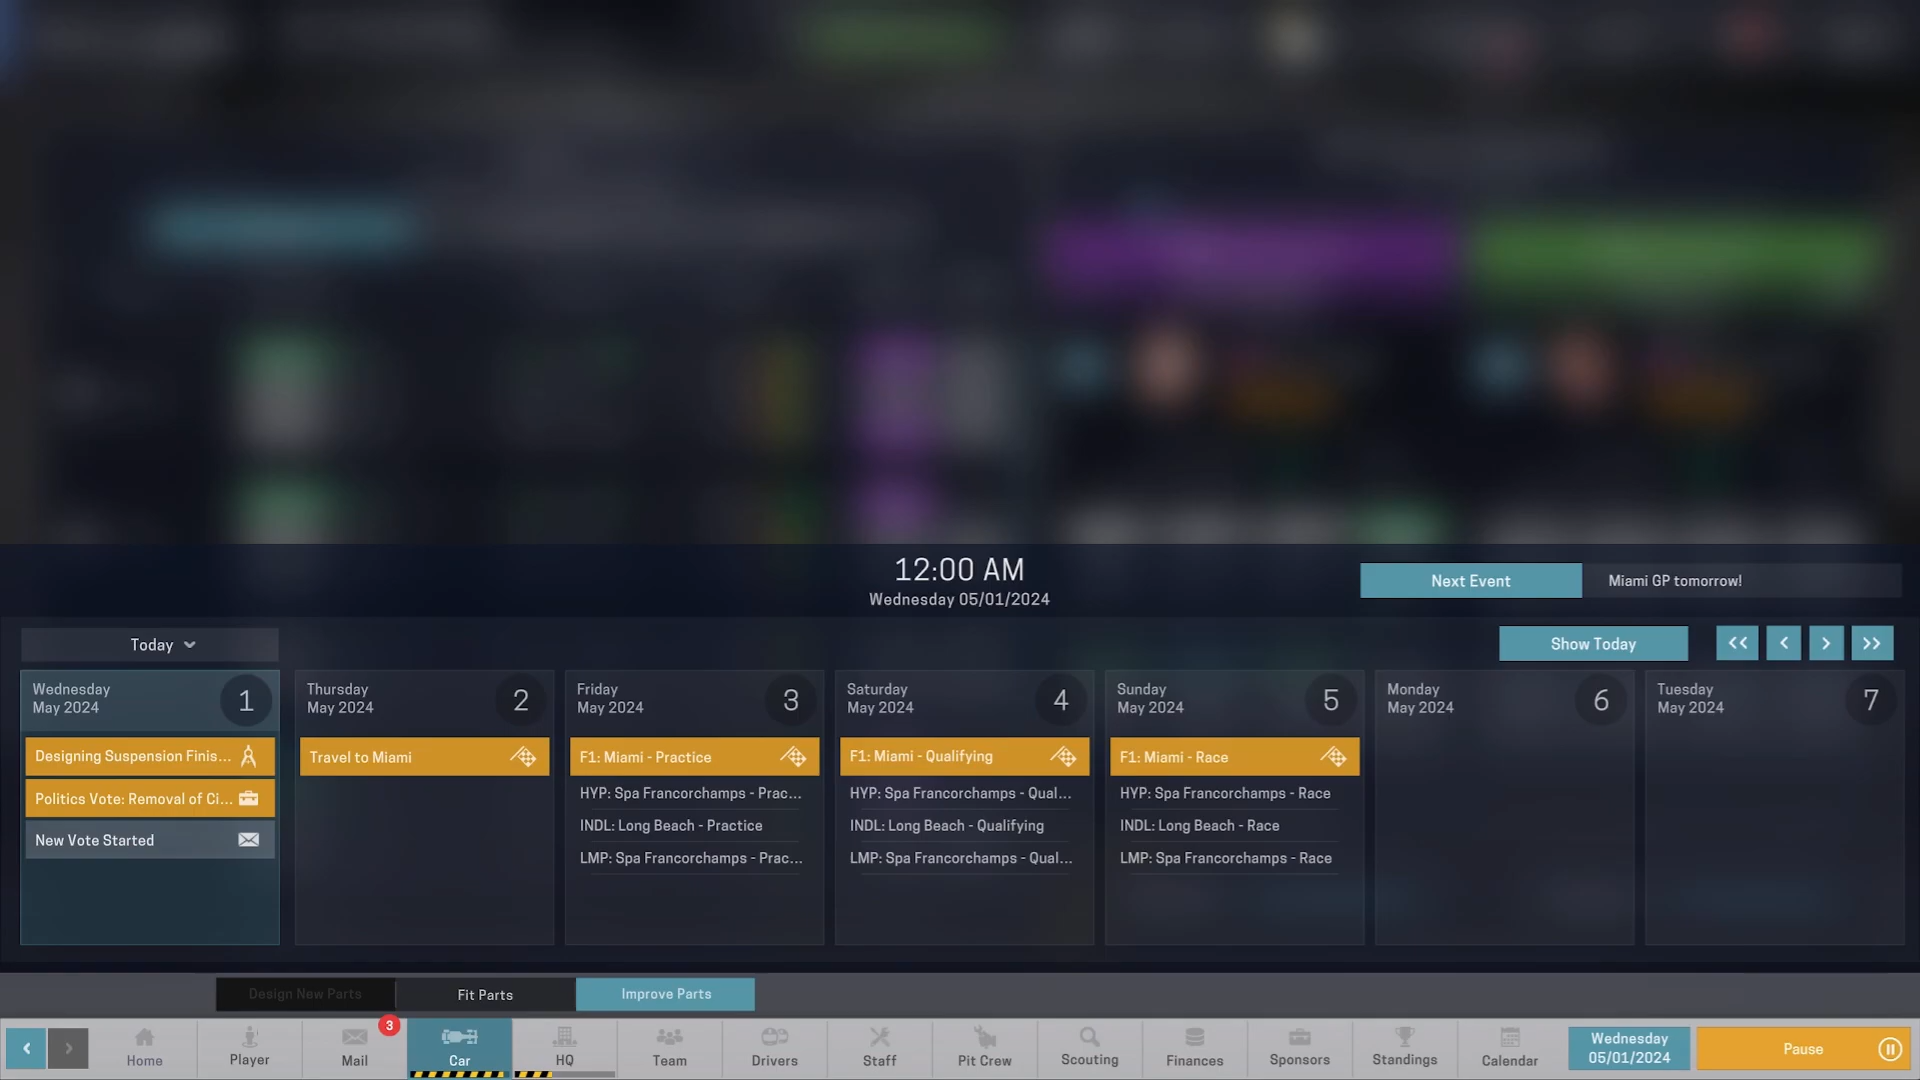 12:00 AM
Wednesday 05/01/2024
Next Event
Miami GP tomorrow!
Today
Show Today
Wednesday
May 2024
1
Designing Suspension Finis...
Politics Vote: Removal of Ci...
New Vote Started
Thursday
May 2024
2
Travel to Miami
Friday
May 2024
3
F1: Miami - Practice
HYP: Spa Francorchamps - Prac...
INDL: Long Beach - Practice
LMP: Spa Francorchamps - Prac...
Saturday
May 2024
4
F1: Miami - Qualifying
HYP: Spa Francorchamps - Qual...
INDL: Long Beach - Qualifying
LMP: Spa Francorchamps - Qual...
Sunday
May 2024
5
F1: Miami - Race
HYP: Spa Francorchamps - Race
INDL: Long Beach - Race
LMP: Spa Francorchamps - Race
Monday
May 2024
6
Tuesday
May 2024
7
Design New Parts
Fit Parts
Improve Parts
Home
Player
Mail
3
Car
HQ
Team
Drivers
Staff
Pit Crew
Scouting
Finances
Sponsors
Standings
Calendar
Wednesday
05/01/2024
Pause